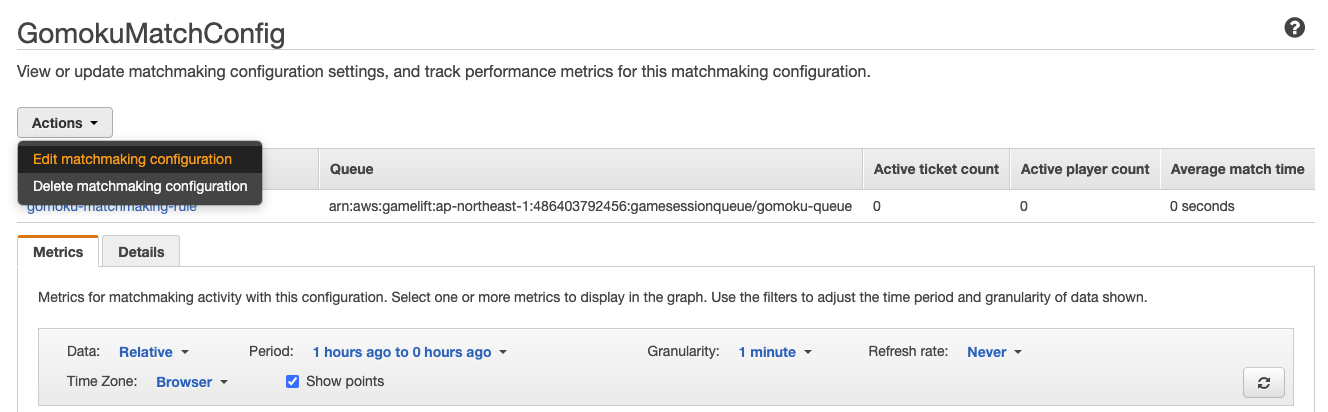 GomokuMatchConfig
View or update matchmaking configuration settings, and track performance metrics for this matchmaking configuration.
Actions
Edit matchmaking configuration
Delete matchmaking configuration
Queue Active ticket count Active player count Average match time
gomoku-matchmaking-rule arn:aws:gamelift:ap-northeast-1:486403792456:gamesessionqueue/gomoku-queue 0 0 0 seconds
Metrics Details
Metrics for matchmaking activity with this configuration. Select one or more metrics to display in the graph. Use the filters to adjust the time period and granularity of data shown.
Data: Relative Period: 1 hours ago to 0 hours ago Granularity: 1 minute Refresh rate: Never
Time Zone: Browser Show points